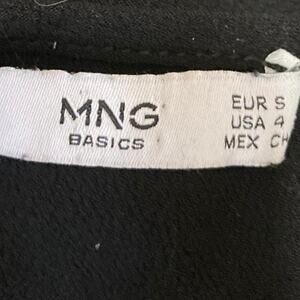 MNG
BASICS
EUR S
USA 4
MEX CH